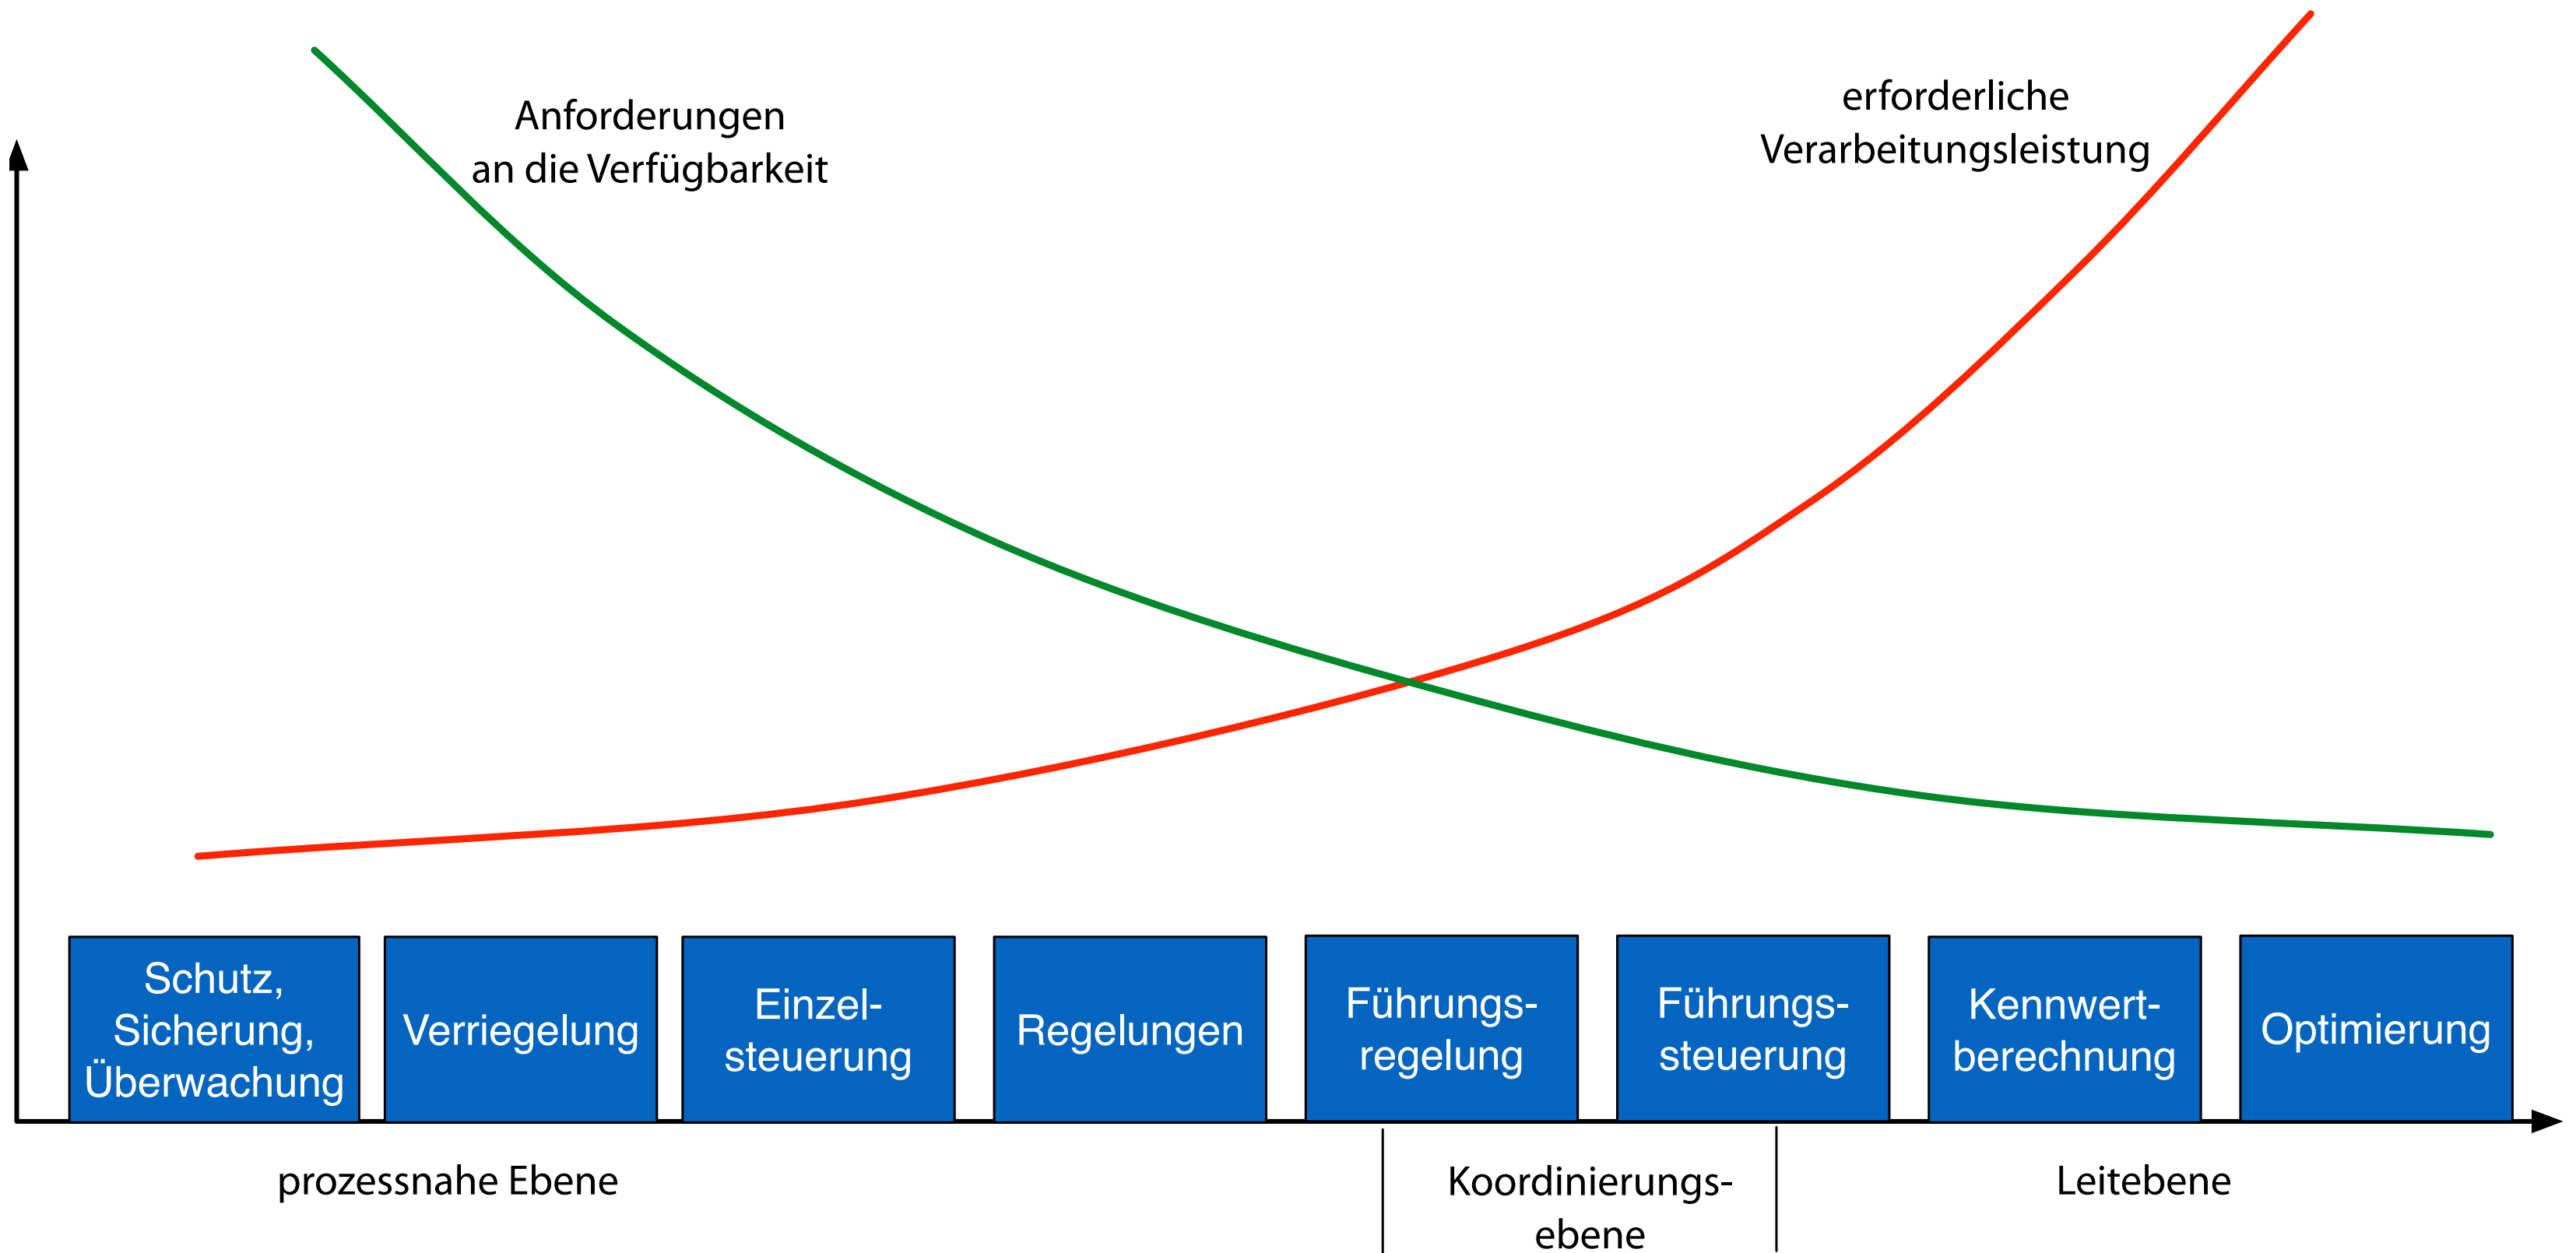 Anforderungen
an die Verfügbarkeit
erforderliche
Verarbeitungsleistung
Schutz,
Sicherung,
Überwachung
Verriegelung
Einzel-
steuerung
Regelungen
Führungs-
regelung
Führungs-
steuerung
Kennwert-
berechnung
Optimierung
prozessnahe Ebene
Koordinierungs-
ebene
Leitebene